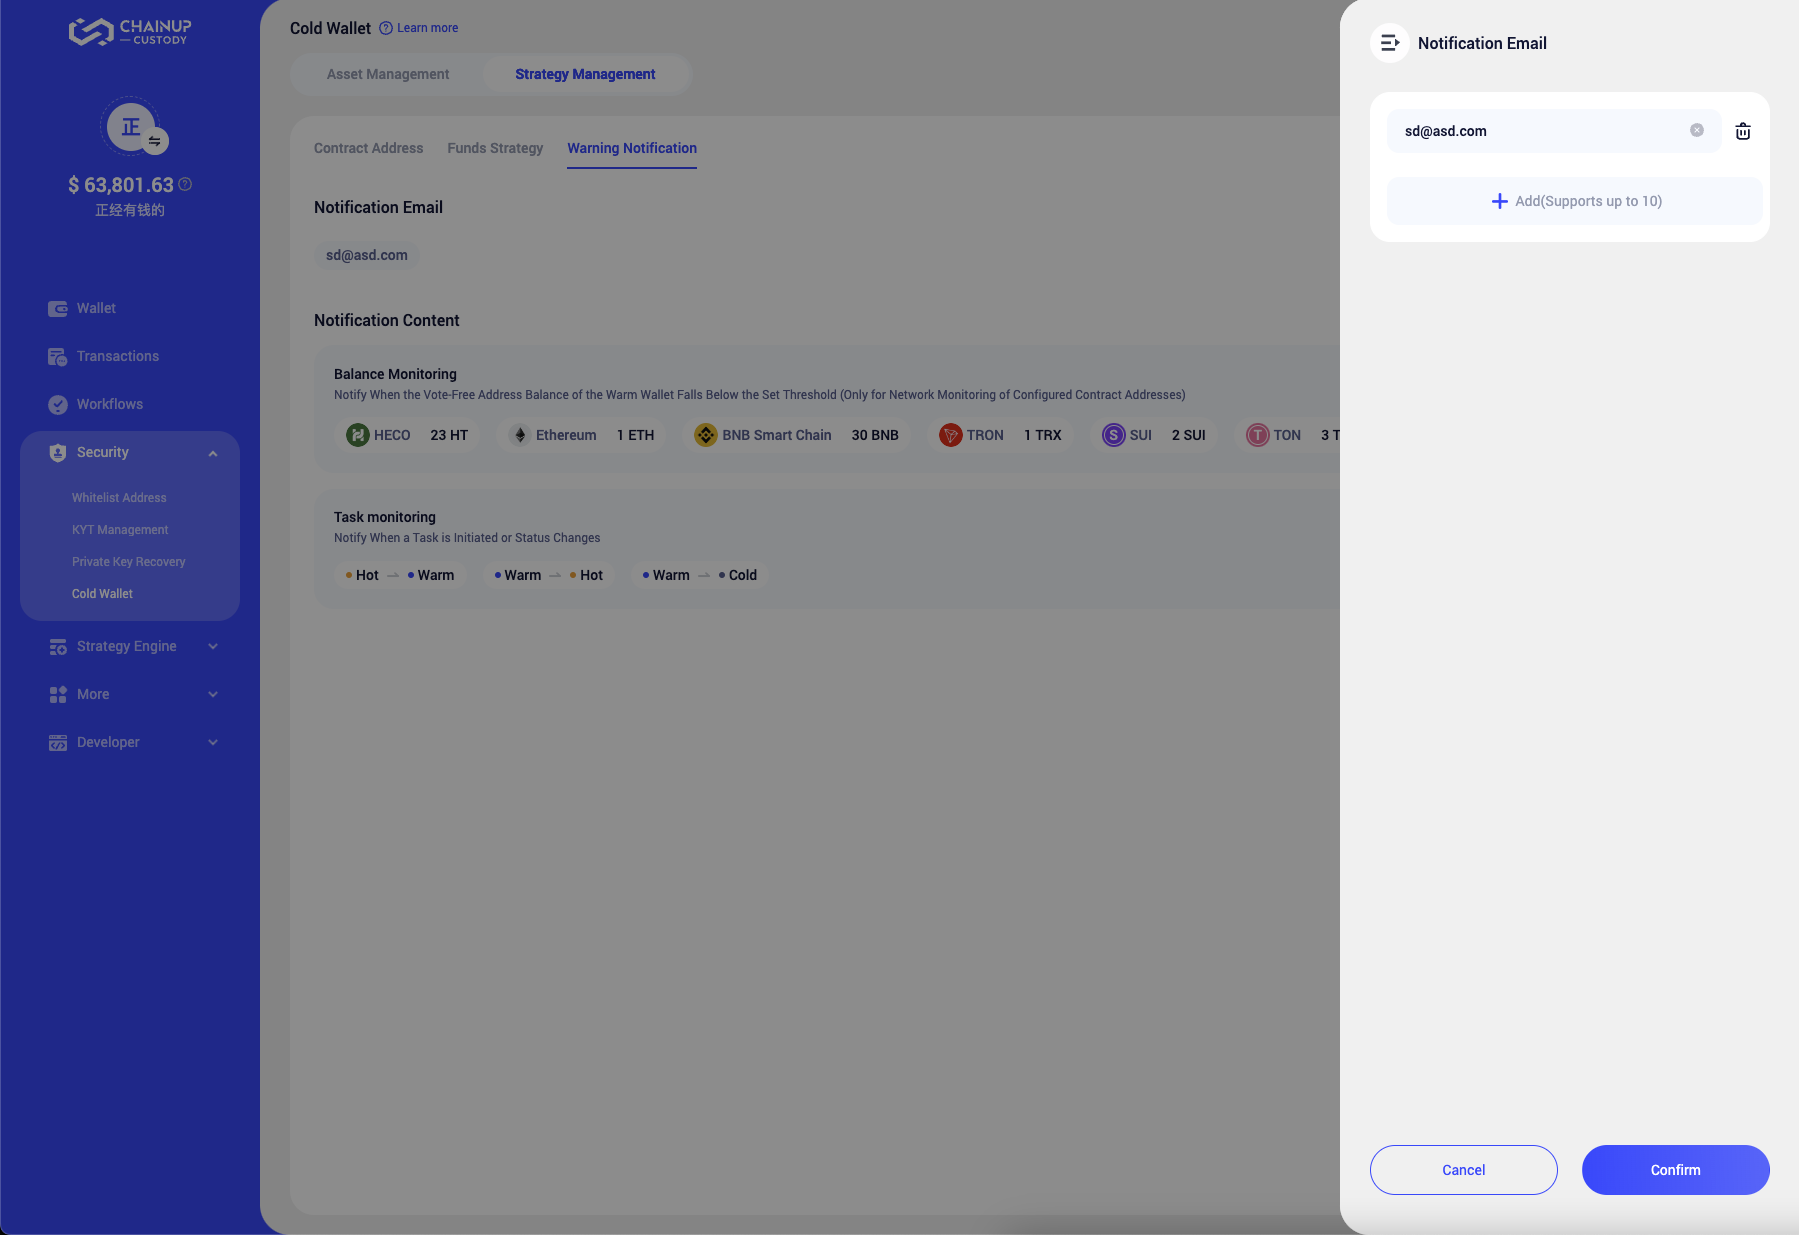 CHAINUP
CUSTODY
正
$ 63,801.63
正经有钱的
Wallet
Transactions
Workflows
Security
Whitelist Address
KYT Management
Private Key Recovery
Cold Wallet
Strategy Engine
More
Developer
Cold Wallet Learn more
Asset Management Strategy Management
Contract Address Funds Strategy Warning Notification
Notification Email
sd@asd.com
Notification Content
Balance Monitoring
Notify When the Vote-Free Address Balance of the Warm Wallet Falls Below the Set Threshold (Only for Network Monitoring of Configured Contract Addresses)
HECO 23 HT Ethereum 1 ETH BNB Smart Chain 30 BNB TRON 1 TRX SUI 2 SUI TON 3 T
Task monitoring
Notify When a Task is Initiated or Status Changes
Hot → Warm Warm → Hot Warm → Cold
Notification Email
sd@asd.com
Add(Supports up to 10)
Cancel Confirm